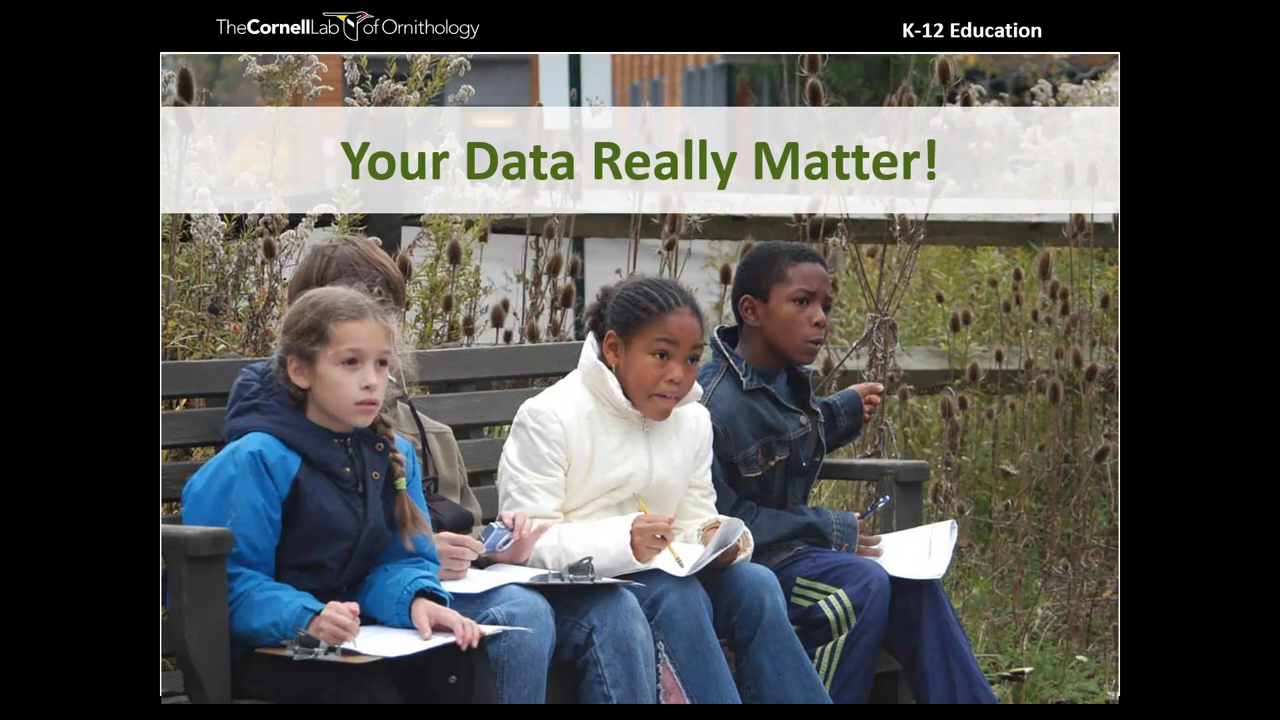 TheCornellLab of Ornithology
K-12 Education
Your Data Really Matter!